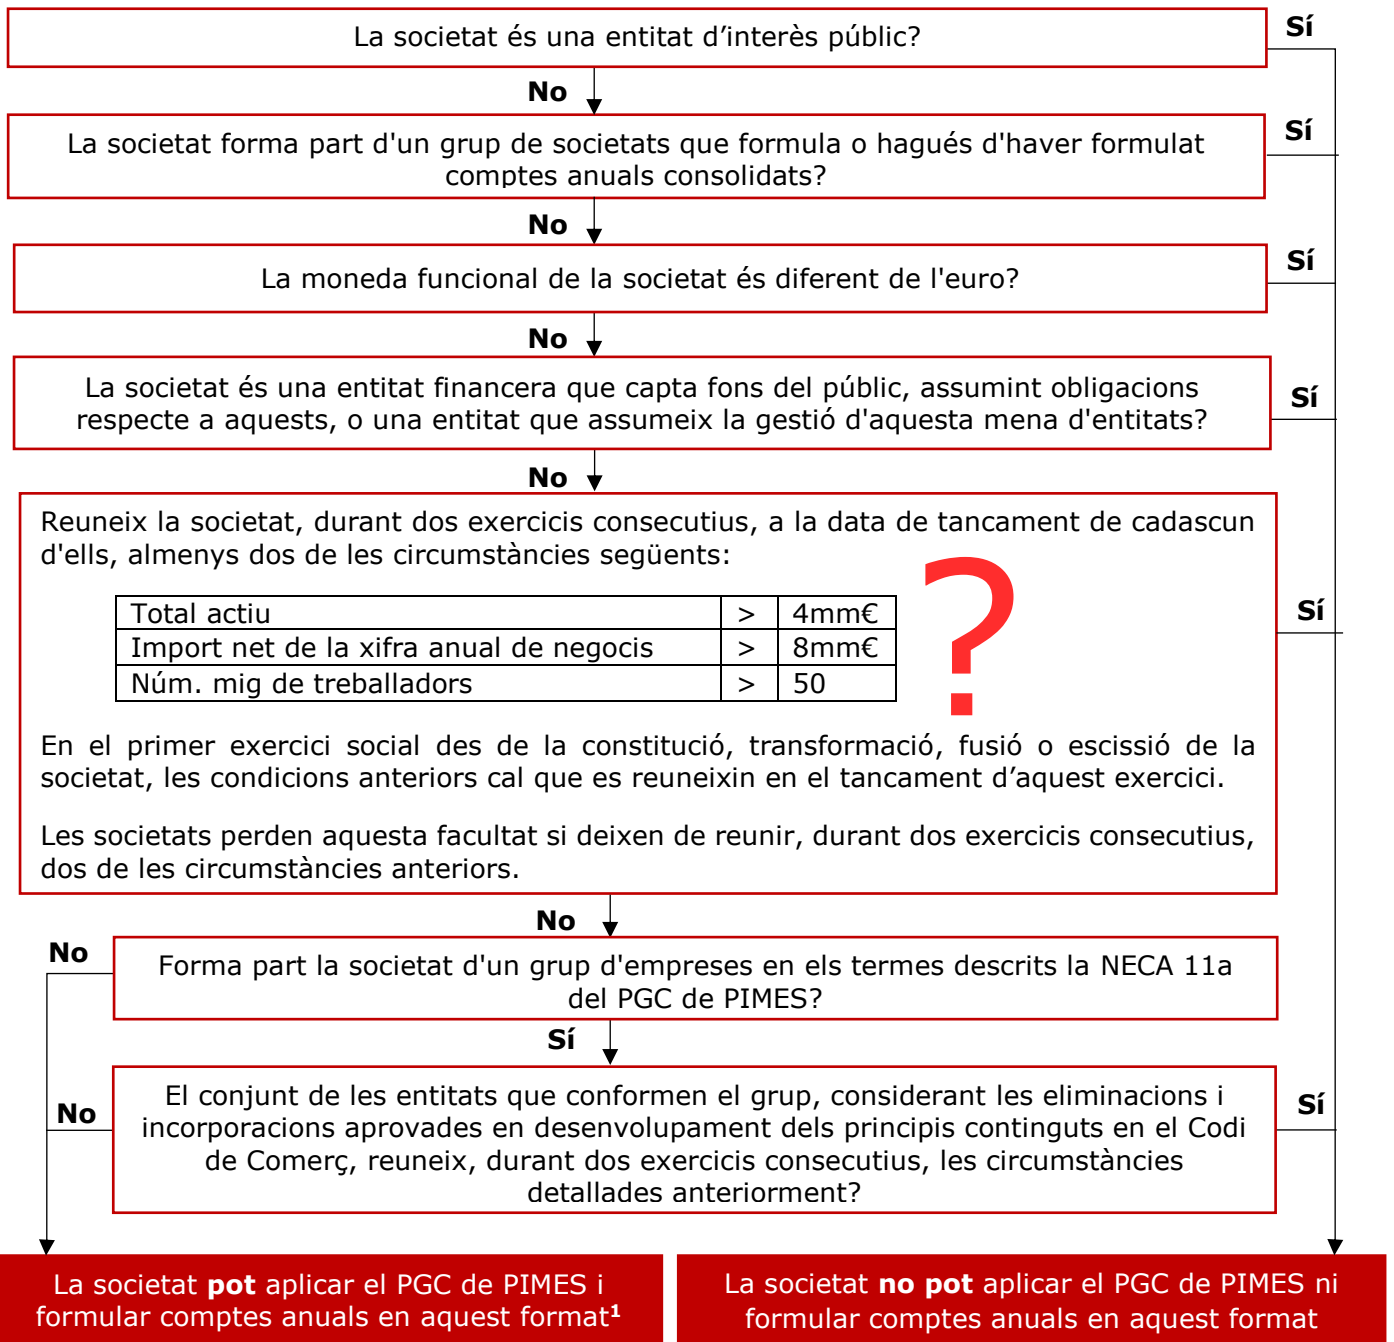 La societat és una entitat d’interès públic?
Sí
No
La societat forma part d'un grup de societats que formula o hagués d'haver formulat
comptes anuals consolidats?
Sí
No
La moneda funcional de la societat és diferent de l'euro?
Sí
No
La societat és una entitat financera que capta fons del públic, assumint obligacions
respecte a aquests, o una entitat que assumeix la gestió d'aquesta mena d'entitats?
Sí
No
Reuneix la societat, durant dos exercicis consecutius, a la data de tancament de cadascun
d'ells, almenys dos de les circumstàncies següents:
Total actiu > 4mm€
Import net de la xifra anual de negocis > 8mm€
Núm. mig de treballadors > 50
?
Sí
En el primer exercici social des de la constitució, transformació, fusió o escissió de la
societat, les condicions anteriors cal que es reuneixin en el tancament d’aquest exercici.
Les societats perden aquesta facultat si deixen de reunir, durant dos exercicis consecutius,
dos de les circumstàncies anteriors.
No
No
Forma part la societat d'un grup d'empreses en els termes descrits la NECA 11a
del PGC de PIMES?
Sí
No
El conjunt de les entitats que conformen el grup, considerant les eliminacions i
incorporacions aprovades en desenvolupament dels principis continguts en el Codi
de Comerç, reuneix, durant dos exercicis consecutius, les circumstàncies
detallades anteriorment?
Sí
La societat pot aplicar el PGC de PIMES i
formular comptes anuals en aquest format¹
La societat no pot aplicar el PGC de PIMES ni
formular comptes anuals en aquest format